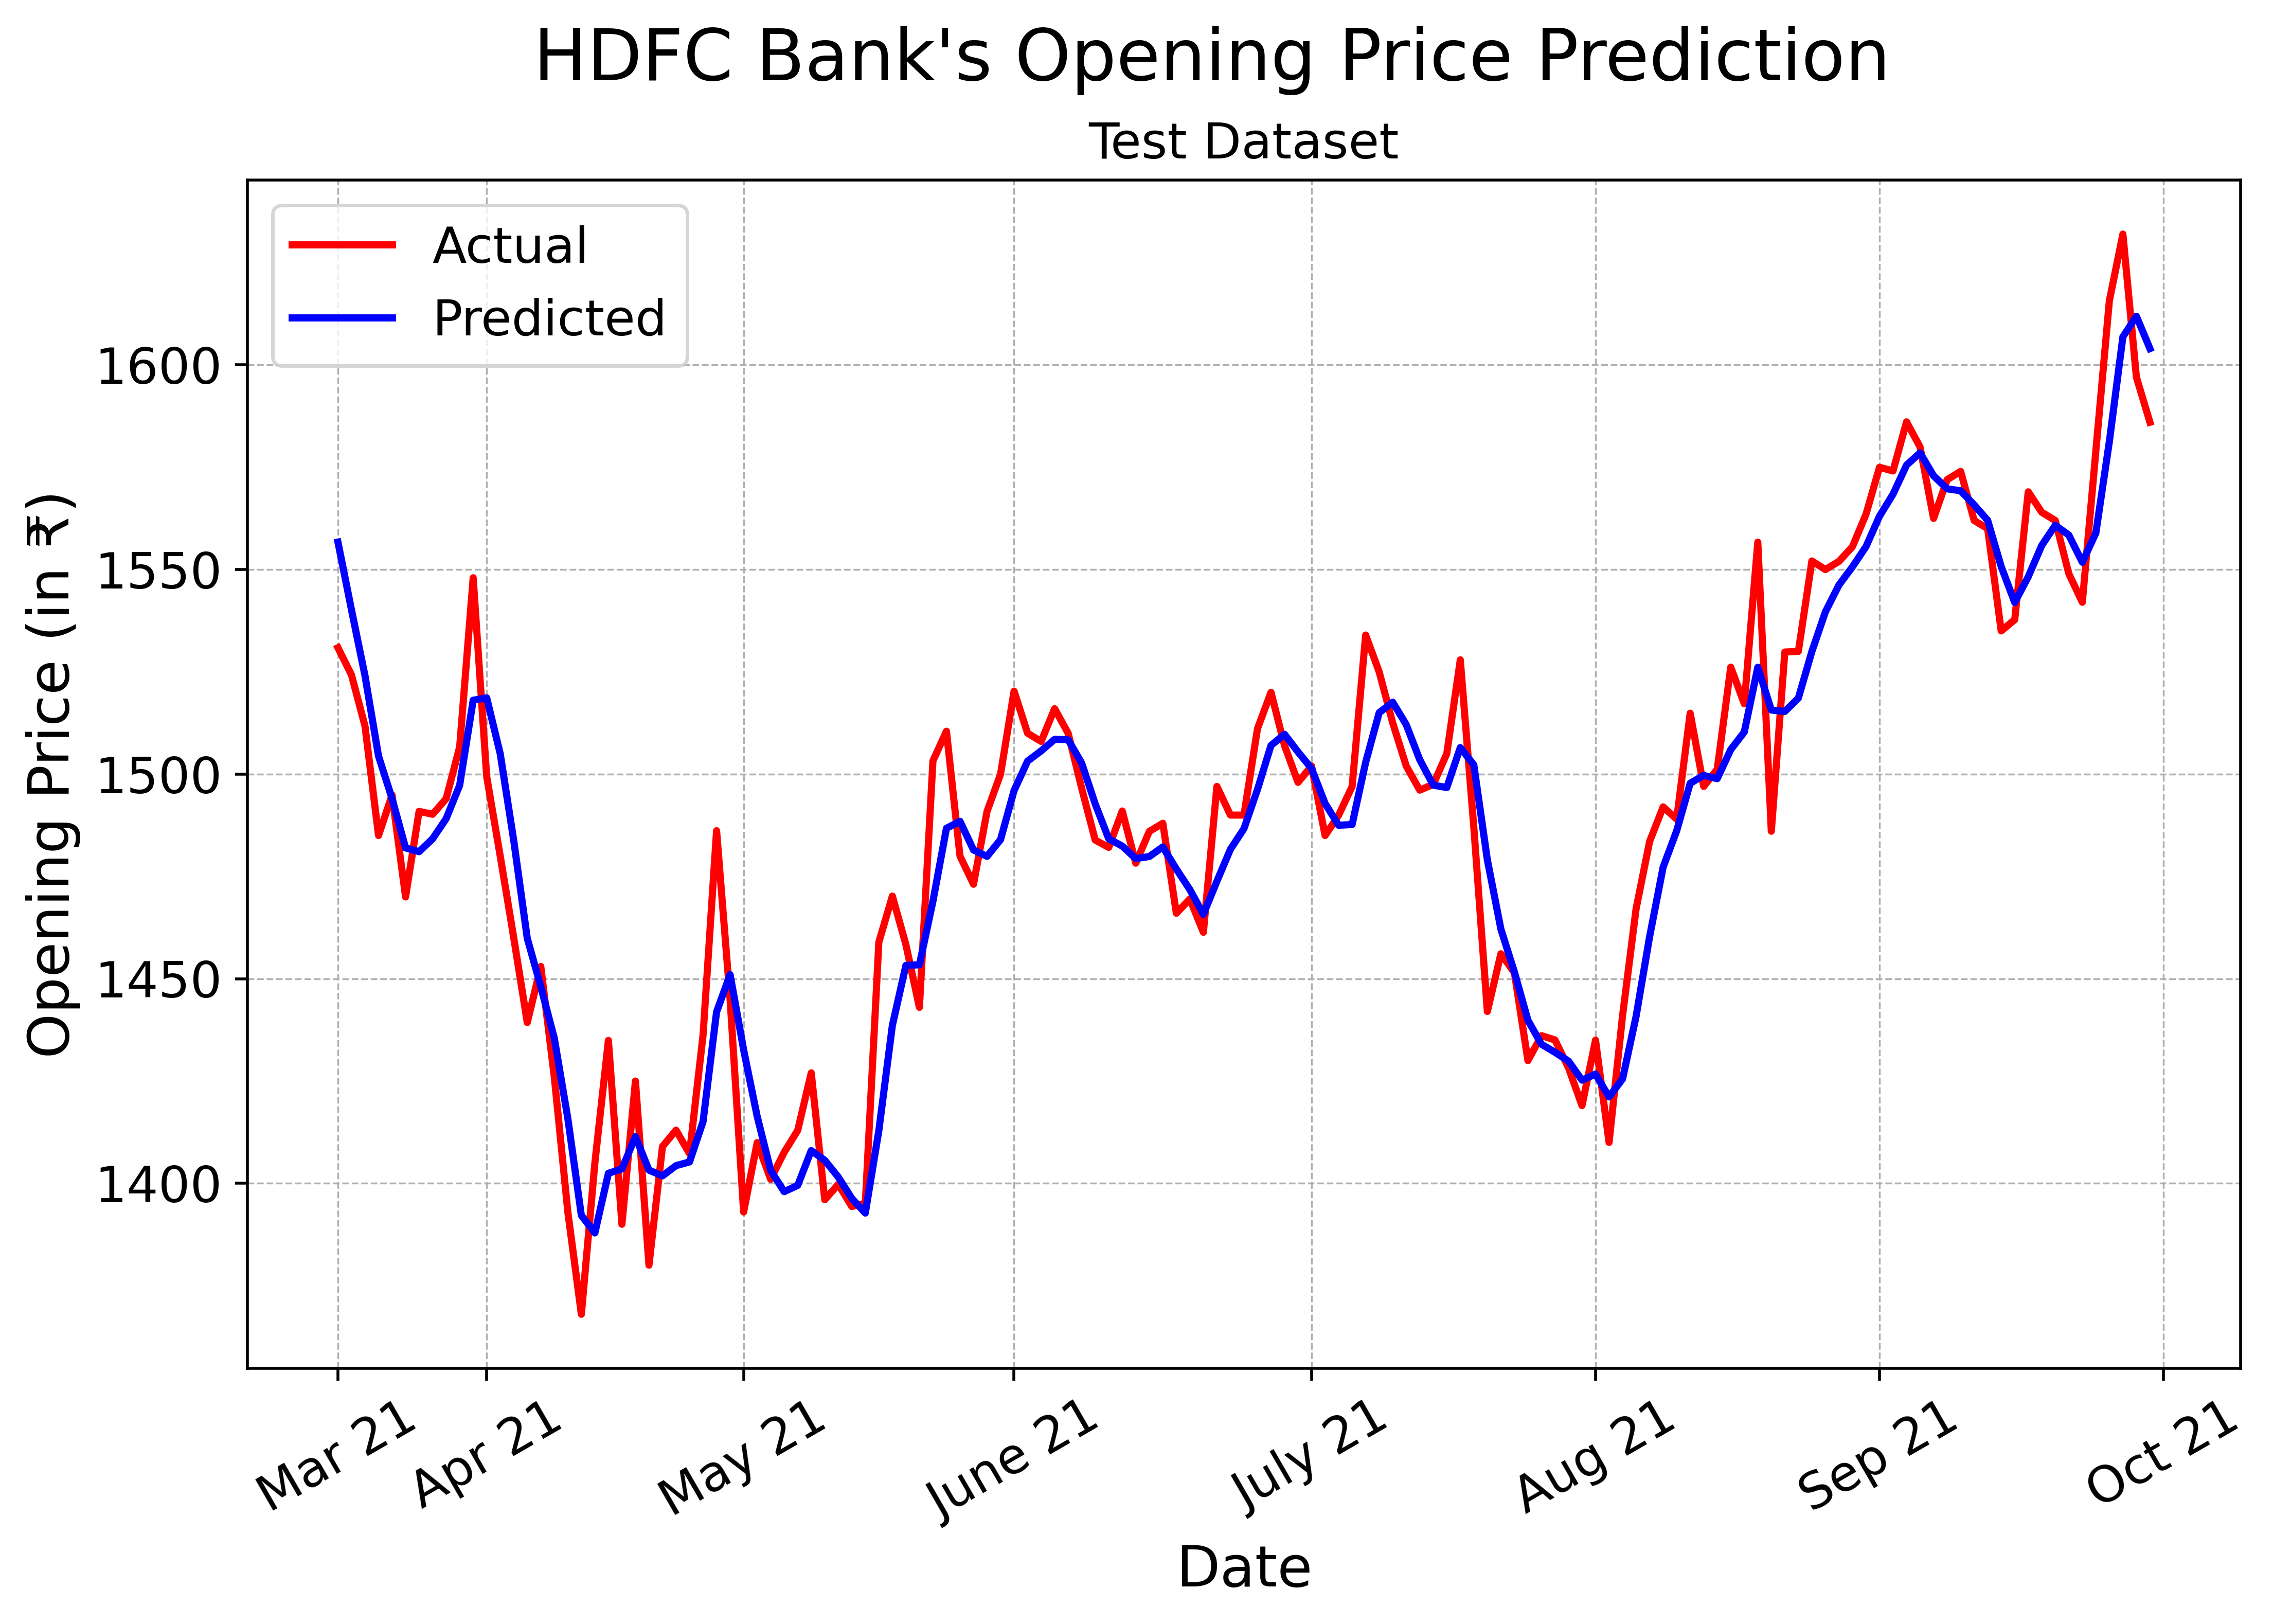 HDFC Bank's Opening Price Prediction
Test Dataset
Actual
Predicted
Opening Price (in ₹)
1600
1550
1500
1450
1400
Mar 21
Apr 21
May 21
June 21
July 21
Aug 21
Sep 21
Oct 21
Date